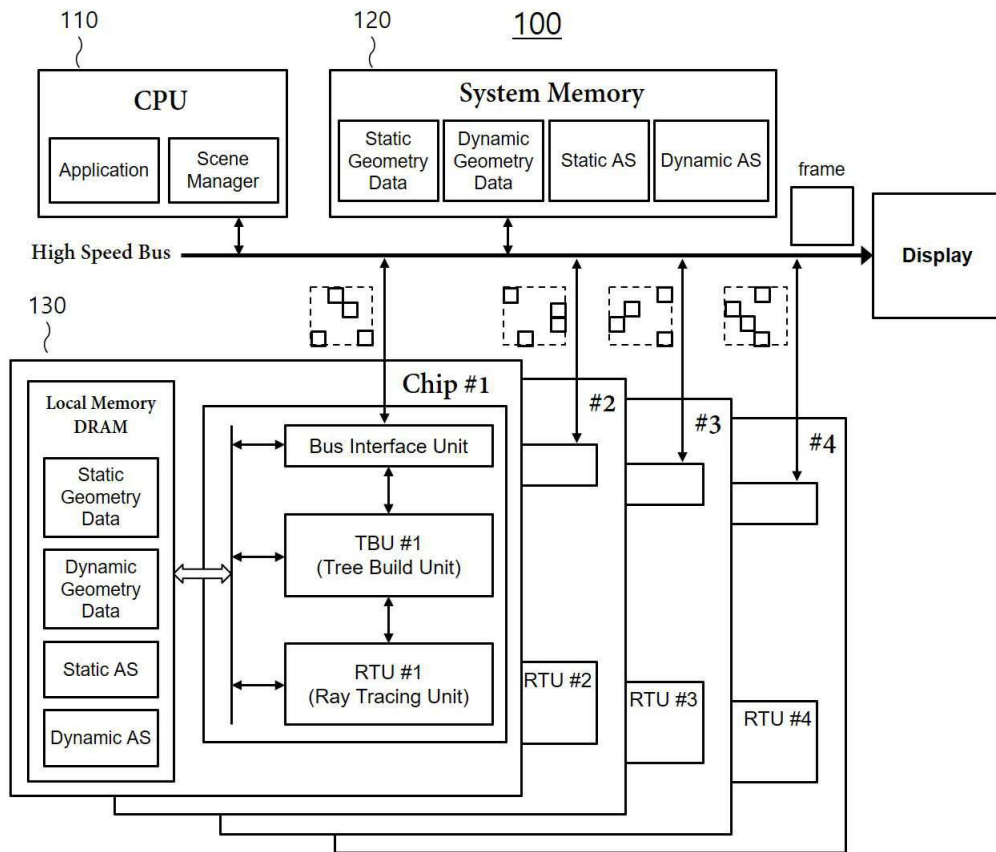 110
120
100
CPU
Application
Scene
Manager
System Memory
Static
Geometry
Data
Dynamic
Geometry
Data
Static AS
Dynamic AS
frame
High Speed Bus
Display
130
Chip #1
#2
#3
#4
Local Memory
DRAM
Static
Geometry
Data
Dynamic
Geometry
Data
Static AS
Dynamic AS
Bus Interface Unit
TBU #1
(Tree Build Unit)
RTU #1
(Ray Tracing Unit)
RTU #2
RTU #3
RTU #4